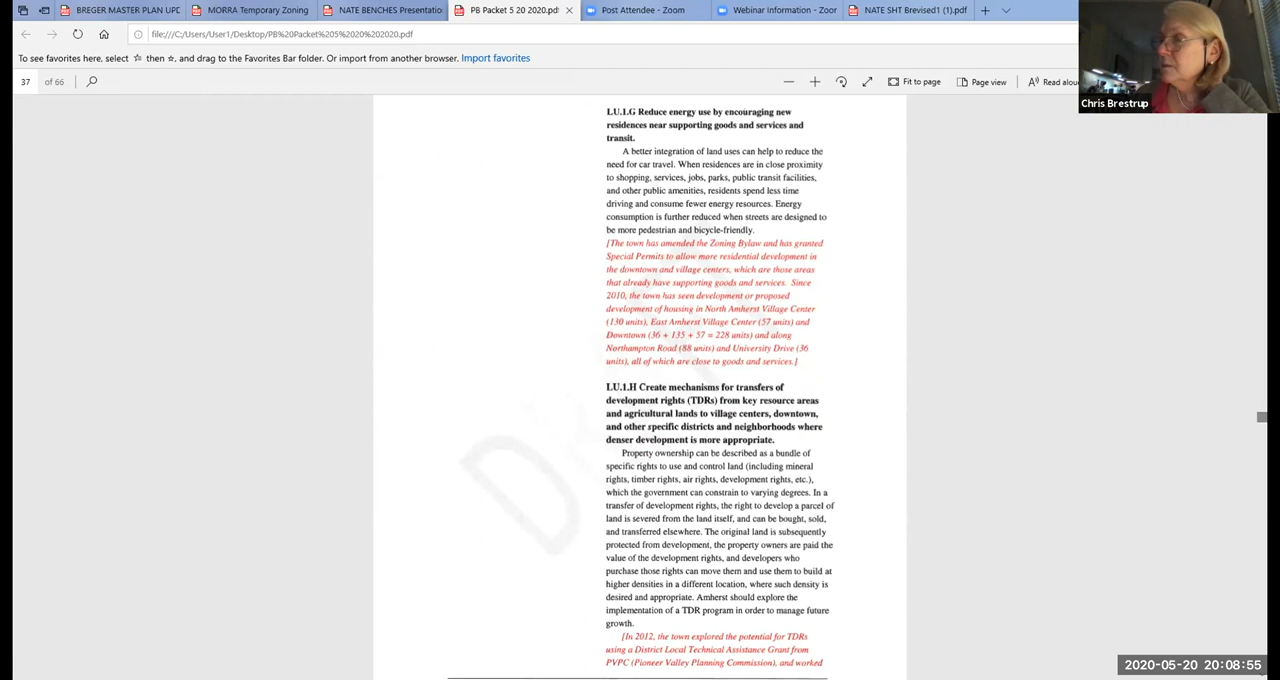 BREGER MASTER PLAN UPD
MORRA Temporary Zoning
NATE BENCHES Presentatio
PB Packet 5 20 2020.pdf
Post Attendee - Zoom
Webinar Information - Zoor
NATE SHT Brevised1 (1).pdf
file:///C:/Users/User1/Desktop/PB%20Packet%205%2020%202020.pdf
To see favorites here, select then, and drag to the Favorites Bar folder. Or import from another browser. Import favorites
37 of 66
Fit to page
Page view
Read alou
Chris Brestrup
LU.1.G Reduce energy use by encouraging new
residences near supporting goods and services and
transit.
A better integration of land uses can help to reduce the
need for car travel. When residences are in close proximity
to shopping, services, jobs, parks, public transit facilities,
and other public amenities, residents spend less time
driving and consume fewer energy resources. Energy
consumption is further reduced when streets are designed to
be more pedestrian and bicycle-friendly.
[The town has amended the Zoning Bylaw and has granted
Special Permits to allow more residential development in
the downtown and village centers, which are those areas
that already have supporting goods and services. Since
2010, the town has seen development or proposed
development of housing in North Amherst Village Center
(130 units), East Amherst Village Center (57 units) and
Downtown (36 + 135 + 57 = 228 units) and along
Northampton Road (88 units) and University Drive (36
units), all of which are close to goods and services.]
LU.1.H Create mechanisms for transfers of
development rights (TDRs) from key resource areas
and agricultural lands to village centers, downtown,
and other specific districts and neighborhoods where
denser development is more appropriate.
Property ownership can be described as a bundle of
specific rights to use and control land (including mineral
rights, timber rights, air rights, development rights, etc.),
which the government can constrain to varying degrees. In a
transfer of development rights, the right to develop a parcel of
land is severed from the land itself, and can be bought, sold,
and transferred elsewhere. The original land is subsequently
protected from development, the property owners are paid the
value of the development rights, and developers who
purchase those rights can move them and use them to build at
higher densities in a different location, where such density is
desired and appropriate. Amherst should explore the
implementation of a TDR program in order to manage future
growth.
[In 2012, the town explored the potential for TDRs
using a District Local Technical Assistance Grant from
PVPC (Pioneer Valley Planning Commission), and worked
2020-05-20 20:08:55